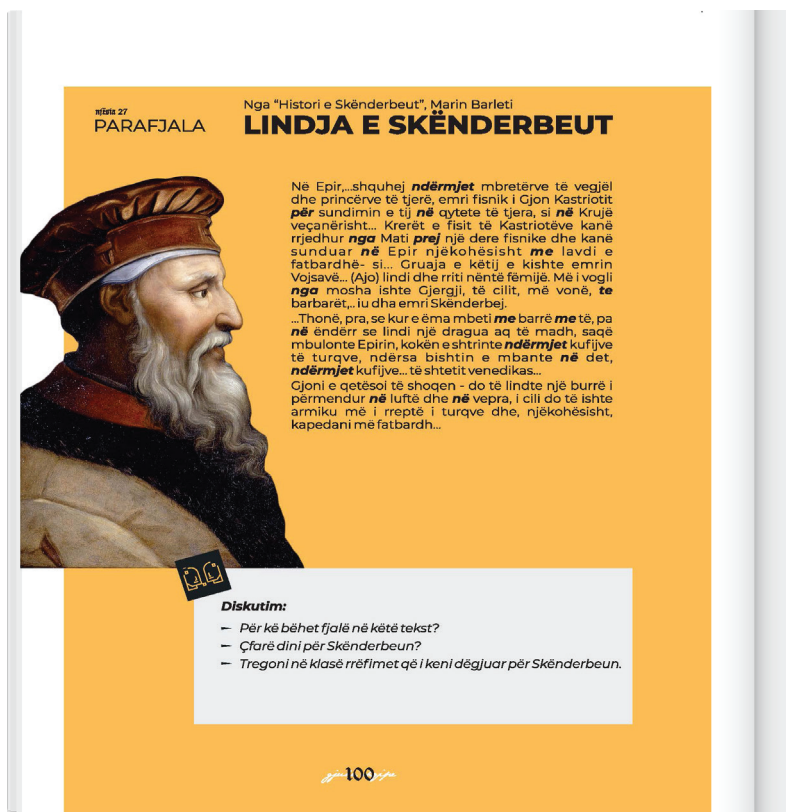 njësia 27
PARAFJALA
Nga “Histori e Skënderbeut”, Marin Barleti
LINDJA E SKËNDERBEUT
Në Epir,...shquhej ndërmjet mbretërve të vegjël
dhe princërve të tjerë, emri fisnik i Gjon Kastriotit
për sundimin e tij në qytete të tjera, si në Krujë
veçanërisht... Krerët e fisit të Kastriotëve kanë
rrjedhur nga Mati prej një dere fisnike dhe kanë
sunduar në Epir njëkohësisht me lavdi e
fatbardhë- si... Gruaja e këtij e kishte emrin
Vojsavë... (Ajo) lindi dhe rriti nëntë fëmijë. Më i vogli
nga mosha ishte Gjergji, të cilit, më vonë, te
barbarët,.. iu dha emri Skënderbej.
...Thonë, pra, se kur e ëma mbeti me barrë me të, pa
në ëndërr se lindi një dragua aq të madh, saqë
mbulonte Epirin, kokën e shtrinte ndërmjet kufijve
të turqve, ndërsa bishtin e mbante në det,
ndërmjet kufijve... të shtetit venedikas...
Gjoni e qetësoi të shoqen - do të lindte një burrë i
përmendur në luftë dhe në vepra, i cili do të ishte
armiku më i rreptë i turqve dhe, njëkohësisht,
kapedani më fatbardh...
Diskutim:
– Për kë bëhet fjalë në këtë tekst?
– Çfarë dini për Skënderbeun?
– Tregoni në klasë rrëfimet që i keni dëgjuar për Skënderbeun.
100